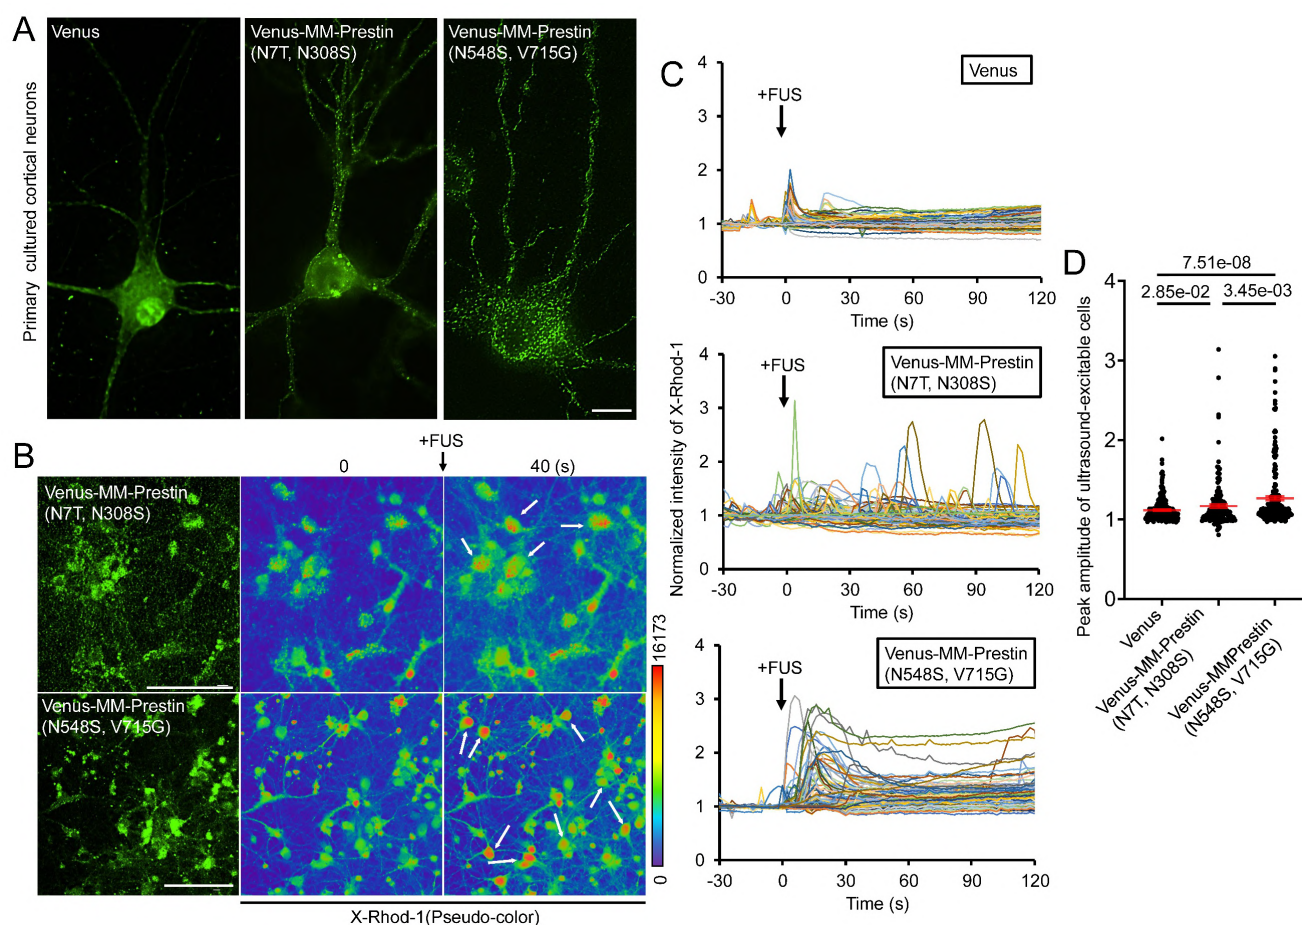 A
Venus
Venus-MM-Prestin
(N7T, N308S)
Venus-MM-Prestin
(N548S, V715G)
Primary cultured cortical neurons
B
+FUS
0
40 (s)
Venus-MM-Prestin
(N7T, N308S)
Venus-MM-Prestin
(N548S, V715G)
16173
0
X-Rhod-1(Pseudo-color)
C
Venus
+FUS
4
3
2
1
0
-30 0 30 60 90 120
Time (s)
Normalized intensity of X-Rhod-1
Venus-MM-Prestin
(N7T, N308S)
+FUS
4
3
2
1
0
-30 0 30 60 90 120
Time (s)
Venus-MM-Prestin
(N548S, V715G)
+FUS
4
3
2
1
0
-30 0 30 60 90 120
Time (s)
D
7.51e-08
2.85e-02 3.45e-03
Peak amplitude of ultrasound-excitable cells
4
3
2
1
0
Venus
Venus-MM-Prestin
(N7T, N308S)
Venus-MMPrestin
(N548S, V715G)